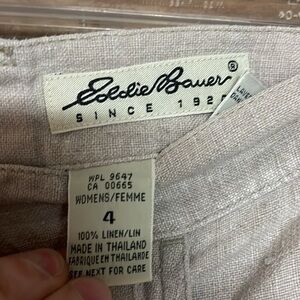 Eddie Bauer®
SINCE 192
WPL 9647
CA 00665
WOMENS/FEMME
4
100% LINEN/LIN
MADE IN THAILAND
FABRIQUE EN THAILANDE
SEE NEXT FOR CARE